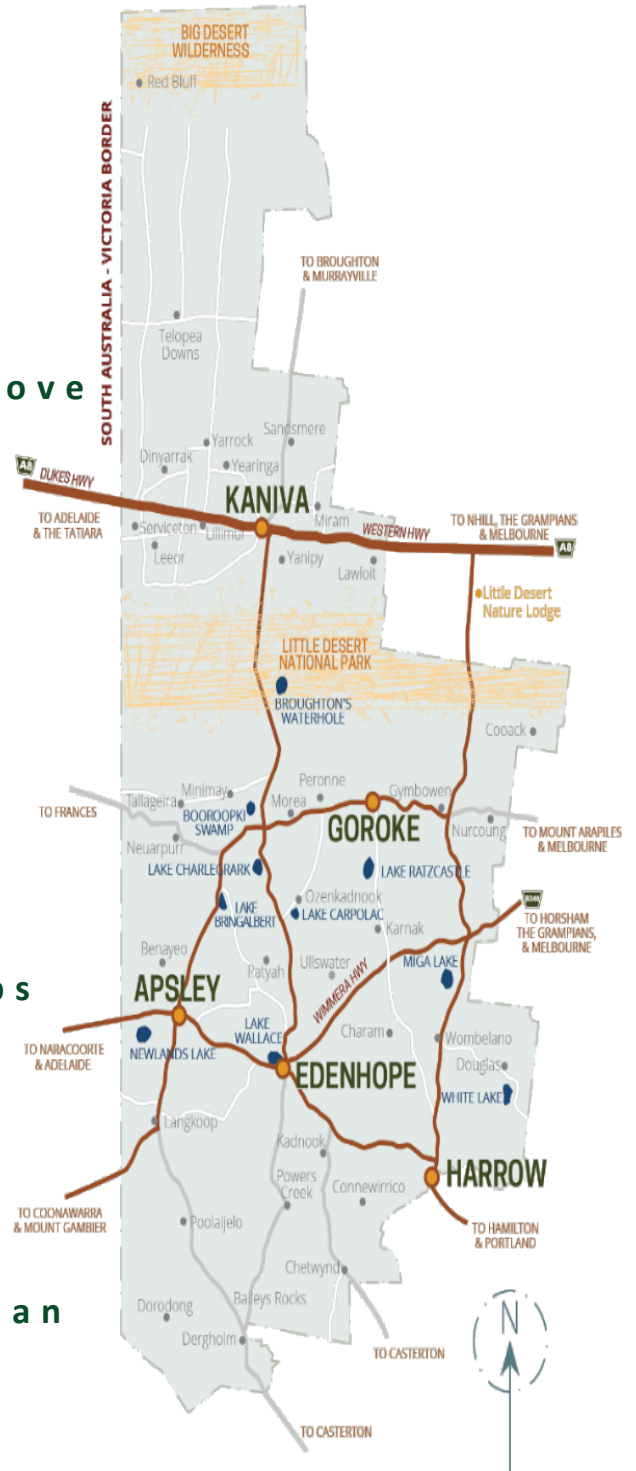 BIG DESERT
WILDERNESS
Red Bluff
SOUTH AUSTRALIA - VICTORIA BORDER
TO BROUGHTON
& MURRAYVILLE
Telopea
Downs
ove
Sandsmere
Yarrock
Dinyarrak
Yearinga
A8
DUKES HWY
KANIVA
TO ADELAIDE
& THE TATIARA
Serviceton
Lillimur
Miram
WESTERN HWY
TO NHILL, THE GRAMPIANS
& MELBOURNE
A8
Leeor
Yanipy
Lawloit
Little Desert
Nature Lodge
LITTLE DESERT
NATIONAL PARK
BROUGHTON'S
WATERHOLE
Cooack
Peronne
Minimay
Tallageira
Gymbowen
TO FRANCES
BOOROOPKI
SWAMP
Morea
GOROKE
Nurcoung
TO MOUNT ARAPILES
& MELBOURNE
Neuarpurr
LAKE CHARLEGRARK
LAKE RATZCASTLE
Ozenkadnook
LAKE
BRINGALBERT
LAKE CARPOLAC
Karnak
TO HORSHAM
THE GRAMPIANS,
& MELBOURNE
Benayeo
Patyah
Ullswater
WIMMERA HWY
MIGA LAKE
os
APSLEY
LAKE
WALLACE
Charam
Wombelano
TO NARACOORTE
& ADELAIDE
NEWLANDS LAKE
EDENHOPE
Douglas
WHITE LAKE
Langkoop
Kadnook
HARROW
Powers
Creek
Connewirrico
TO COONAWARRA
& MOUNT GAMBIER
Poolaijelo
TO HAMILTON
& PORTLAND
Chetwynd
Baileys Rocks
Dorodong
an
N
Dergholm
TO CASTERTON
TO CASTERTON